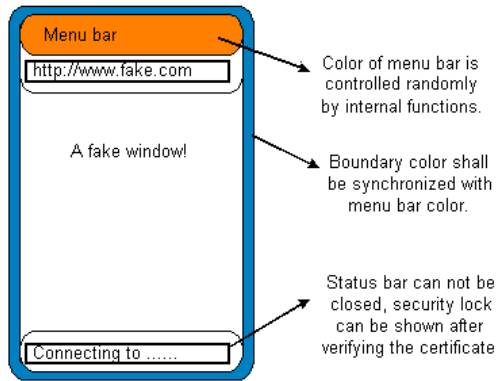 Menu bar
http://www.fake.com
A fake window!
Connecting to ......
Color of menu bar is
controlled randomly
by internal functions.
Boundary color shall
be synchronized with
menu bar color.
Status bar can not be
closed, security lock
can be shown after
verifying the certificate